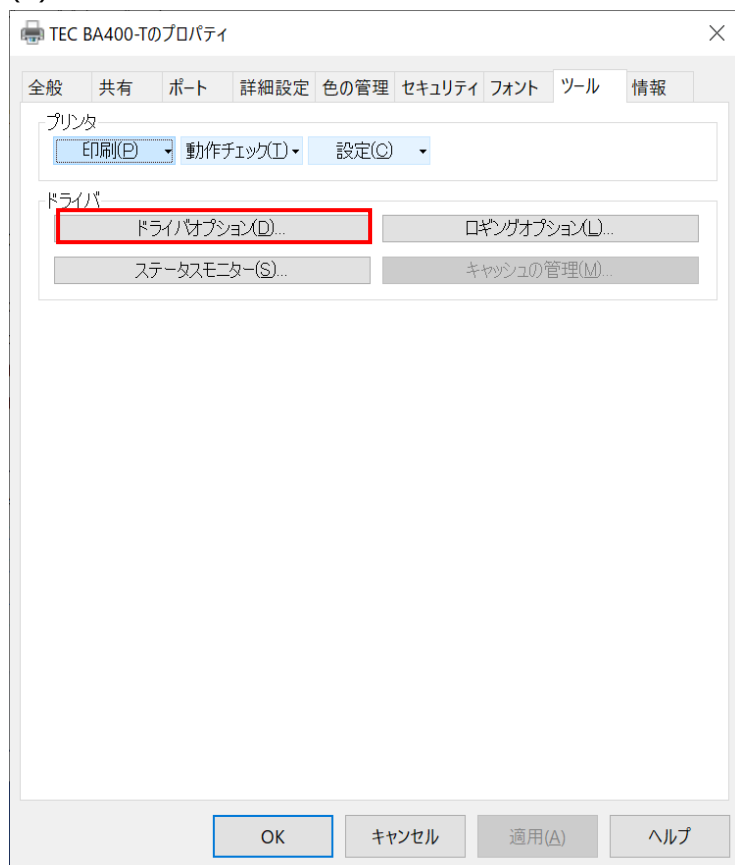 TEC BA400-Tのプロパティ
全般 共有 ポート 詳細設定 色の管理 セキュリティ フォント ツール 情報
プリンタ
印刷(P) 動作チェック(T) 設定(C)
ドライバ
ドライバオプション(D)... ロギングオプション(L)...
ステータスモニター(S)... キャッシュの管理(M)...
OK キャンセル 適用(A) ヘルプ